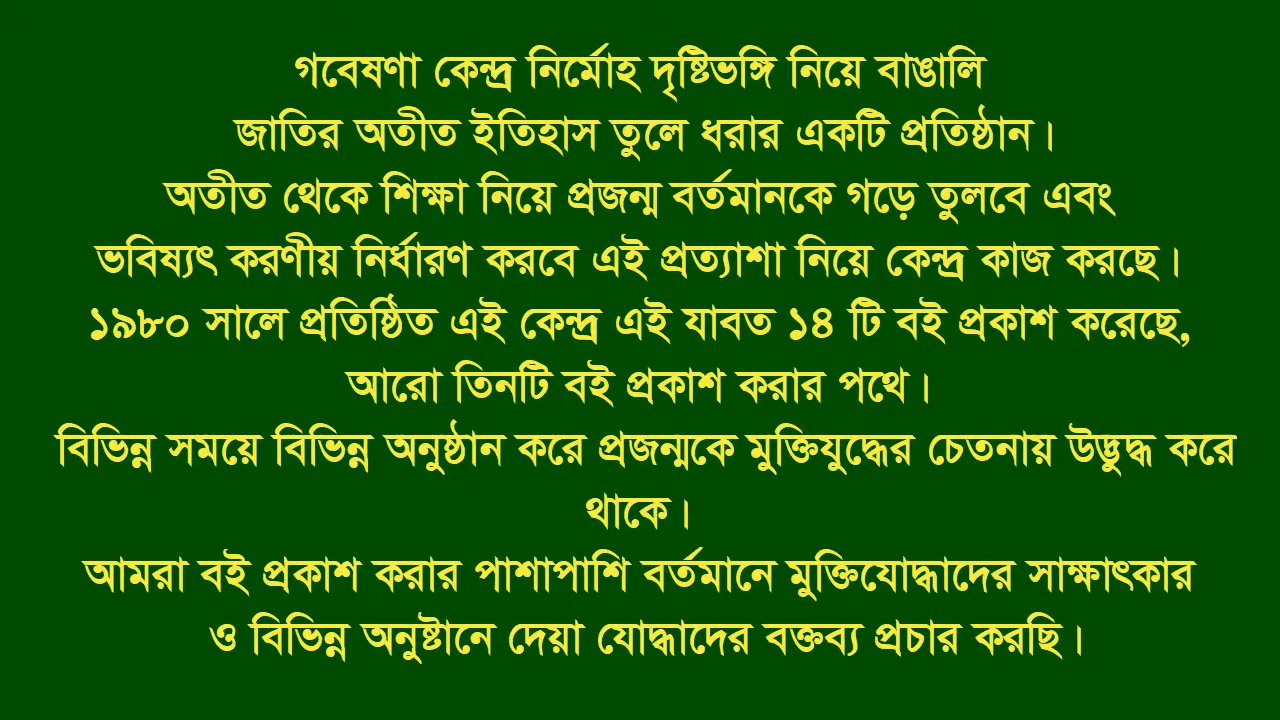 গবেষণা কেন্দ্র নির্মোহ দৃষ্টিভঙ্গি নিয়ে বাঙালি
জাতির অতীত ইতিহাস তুলে ধরার একটি প্রতিষ্ঠান।
অতীত থেকে শিক্ষা নিয়ে প্রজন্ম বর্তমানকে গড়ে তুলবে এবং
ভবিষ্যৎ করণীয় নির্ধারণ করবে এই প্রত্যাশা নিয়ে কেন্দ্র কাজ করছে।
১৯৮০ সালে প্রতিষ্ঠিত এই কেন্দ্র এই যাবত ১৪ টি বই প্রকাশ করেছে,
আরো তিনটি বই প্রকাশ করার পথে।
বিভিন্ন সময়ে বিভিন্ন অনুষ্ঠান করে প্রজন্মকে মুক্তিযুদ্ধের চেতনায় উদ্ভুদ্ধ করে
থাকে।
আমরা বই প্রকাশ করার পাশাপাশি বর্তমানে মুক্তিযোদ্ধাদের সাক্ষাৎকার
ও বিভিন্ন অনুষ্টানে দেয়া যোদ্ধাদের বক্তব্য প্রচার করছি।